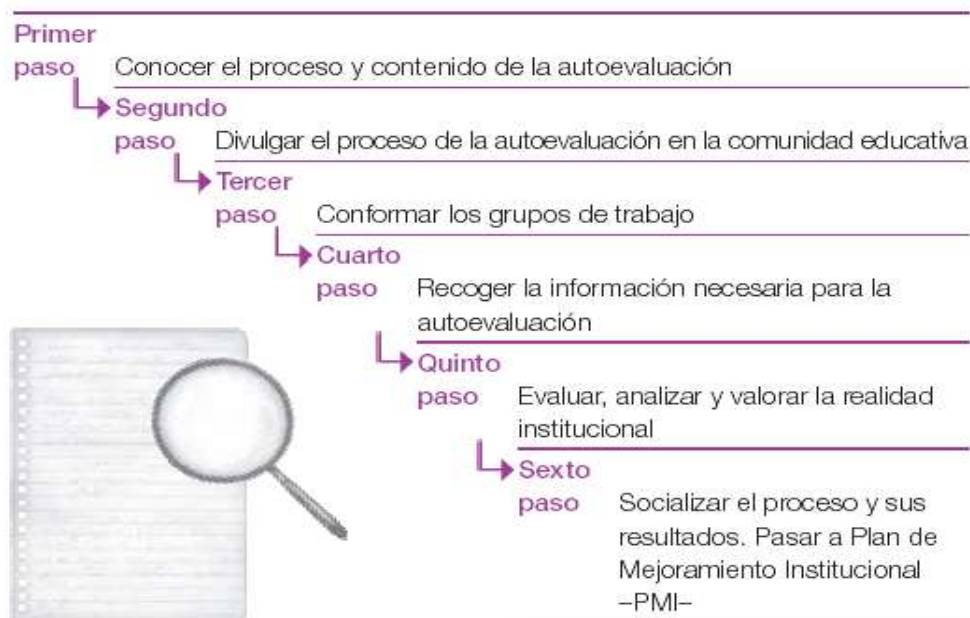 Primer
paso Conocer el proceso y contenido de la autoevaluación
Segundo
paso Divulgar el proceso de la autoevaluación en la comunidad educativa
Tercer
paso Conformar los grupos de trabajo
Cuarto
paso Recoger la información necesaria para la
autoevaluación
Quinto
paso Evaluar, analizar y valorar la realidad
institucional
Sexto
paso Socializar el proceso y sus
resultados. Pasar a Plan de
Mejoramiento Institucional
–PMI–